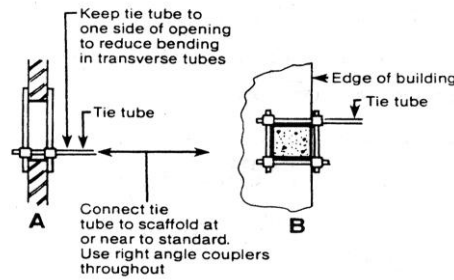 Keep tie tube to
one side of opening
to reduce bending
in transverse tubes
Tie tube
Edge of building
Tie tube
A
Connect tie
tube to scaffold at
or near to standard.
Use right angle couplers
throughout
B